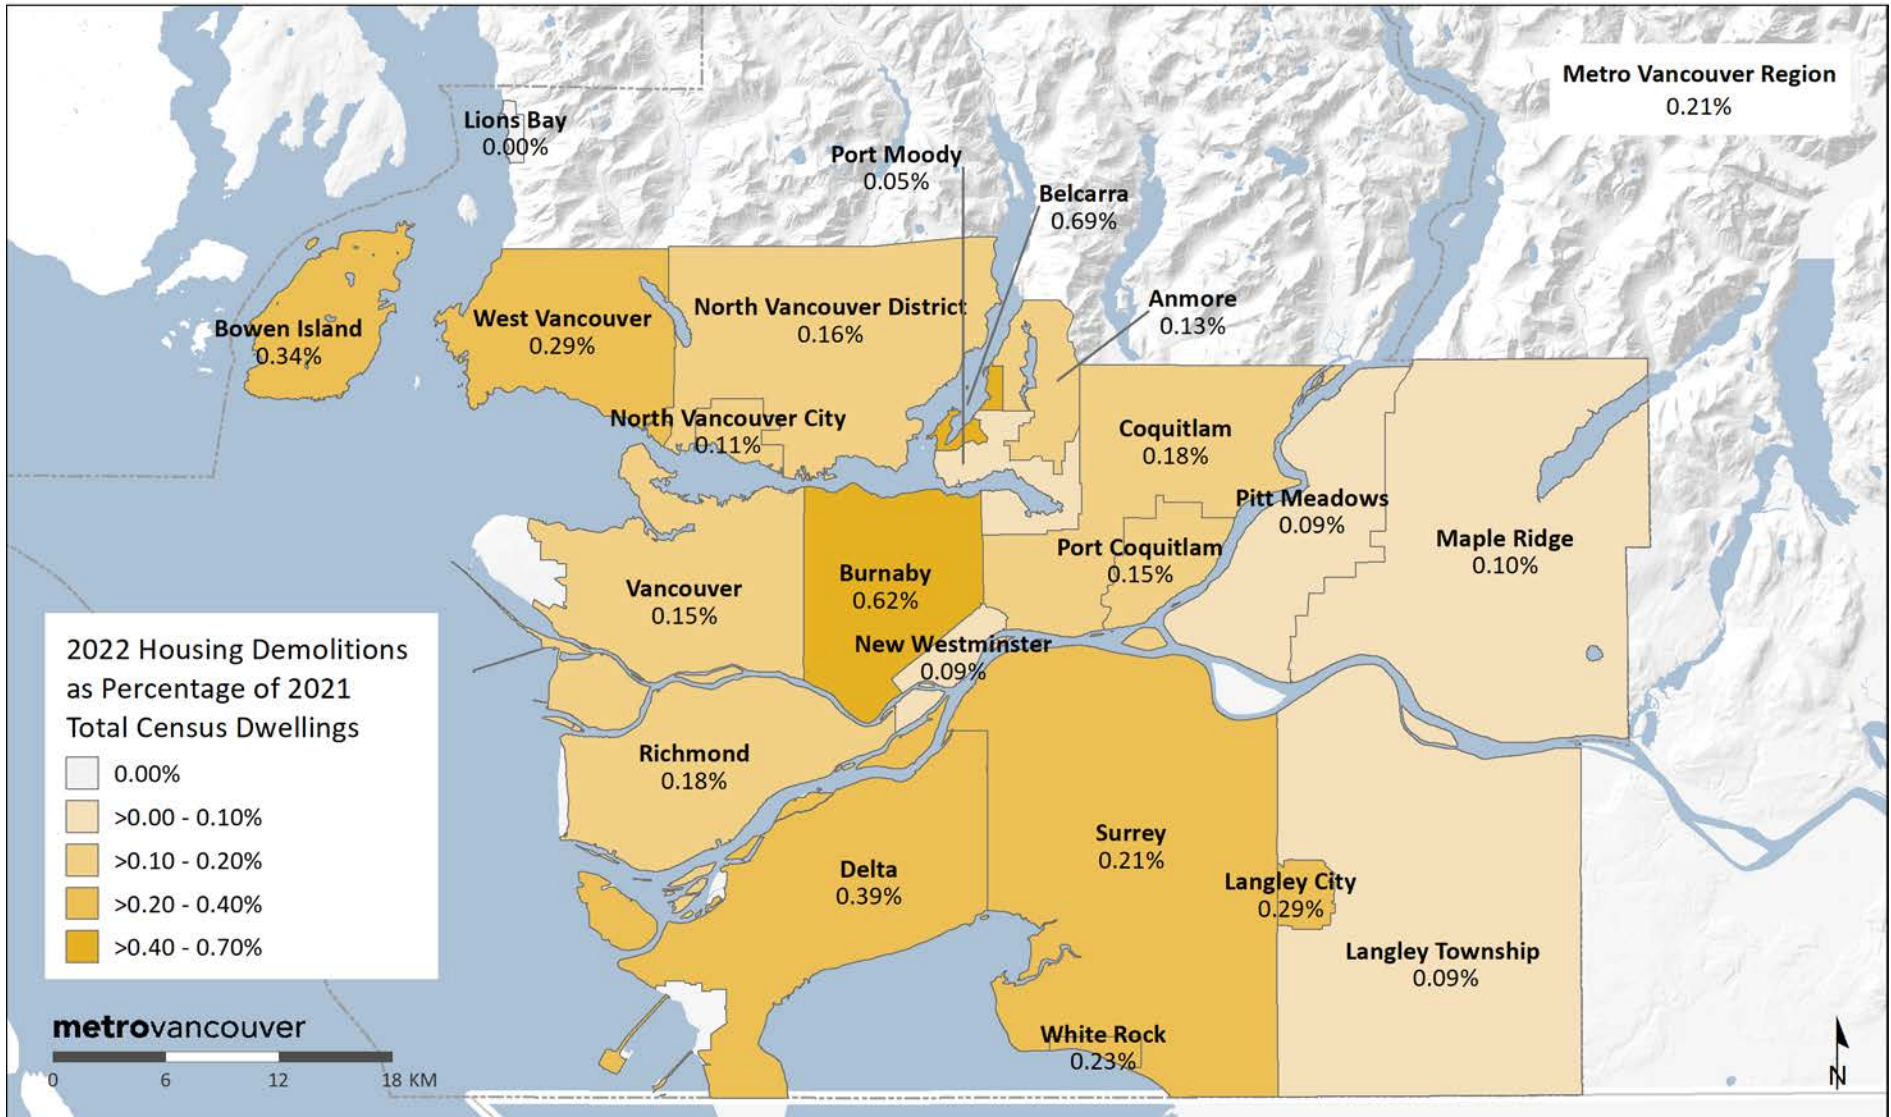 Metro Vancouver Region
0.21%
Lions Bay
0.00%
Port Moody
0.05%
Belcarra
0.69%
Anmore
0.13%
Bowen Island
0.34%
West Vancouver
0.29%
North Vancouver District
0.16%
North Vancouver City
0.11%
Coquitlam
0.18%
Pitt Meadows
0.09%
Maple Ridge
0.10%
Port Coquitlam
0.15%
Vancouver
0.15%
Burnaby
0.62%
New Westminster
0.09%
Richmond
0.18%
Delta
0.39%
Surrey
0.21%
Langley City
0.29%
Langley Township
0.09%
White Rock
0.23%
2022 Housing Demolitions
as Percentage of 2021
Total Census Dwellings
0.00%
>0.00 - 0.10%
>0.10 - 0.20%
>0.20 - 0.40%
>0.40 - 0.70%
metrovancouver
0 6 12 18 KM
N